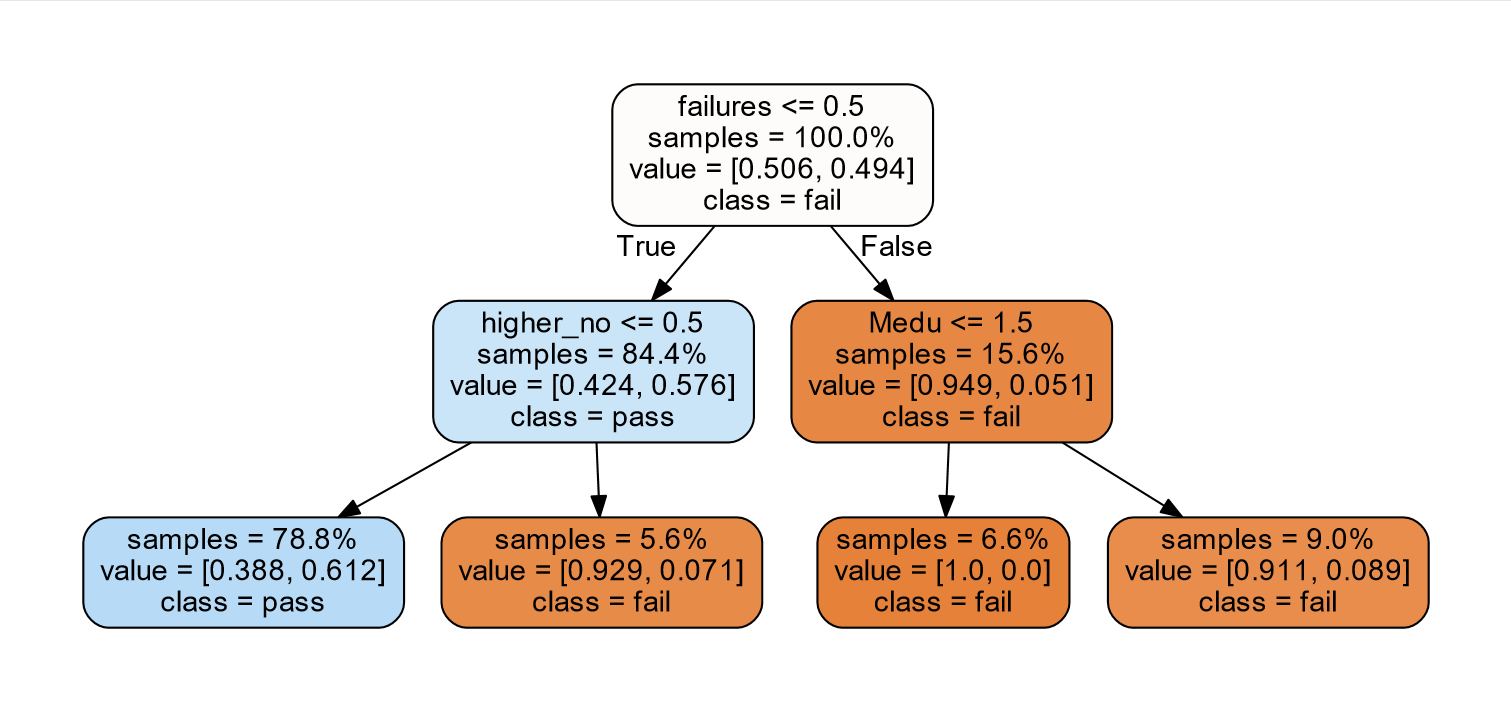 failures <= 0.5
samples = 100.0%
value = [0.506, 0.494]
class = fail
True
False
higher_no <= 0.5
samples = 84.4%
value = [0.424, 0.576]
class = pass
Medu <= 1.5
samples = 15.6%
value = [0.949, 0.051]
class = fail
samples = 78.8%
value = [0.388, 0.612]
class = pass
samples = 5.6%
value = [0.929, 0.071]
class = fail
samples = 6.6%
value = [1.0, 0.0]
class = fail
samples = 9.0%
value = [0.911, 0.089]
class = fail